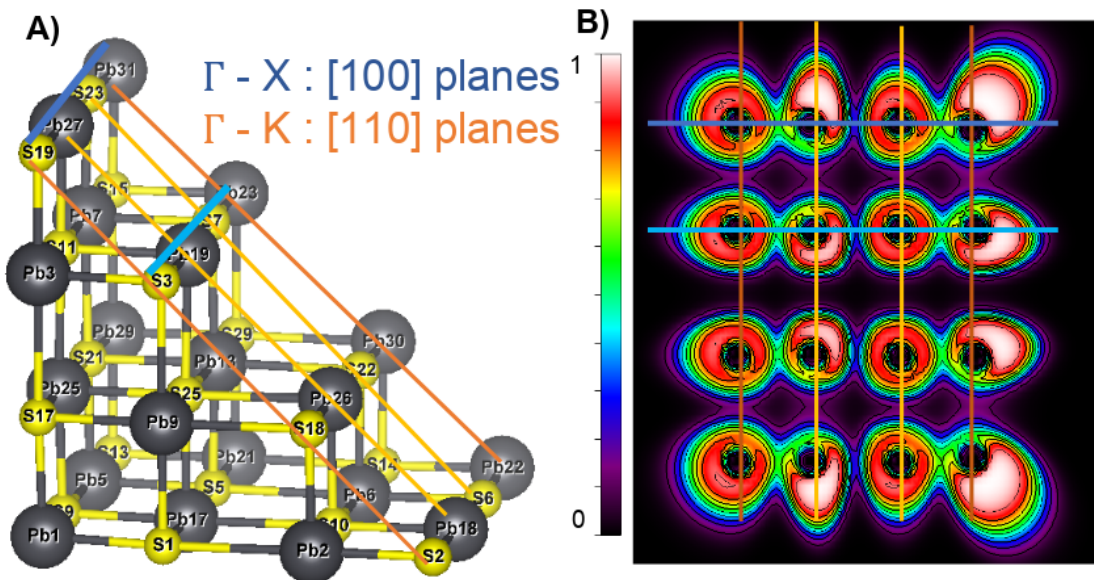 A)
B)
Γ - X : [100] planes
Γ - K : [110] planes
1
0
Pb31
S23
Pb27
S19
S15
Pb23
Pb7
S7
S11
Pb19
Pb3
S3
Pb29
S29
Pb30
S21
Pb13
S22
Pb25
S25
Pb26
S17
Pb9
S18
S13
Pb21
S14
Pb22
Pb5
S5
Pb6
S6
S9
Pb17
S10
Pb18
Pb1
S1
Pb2
S2